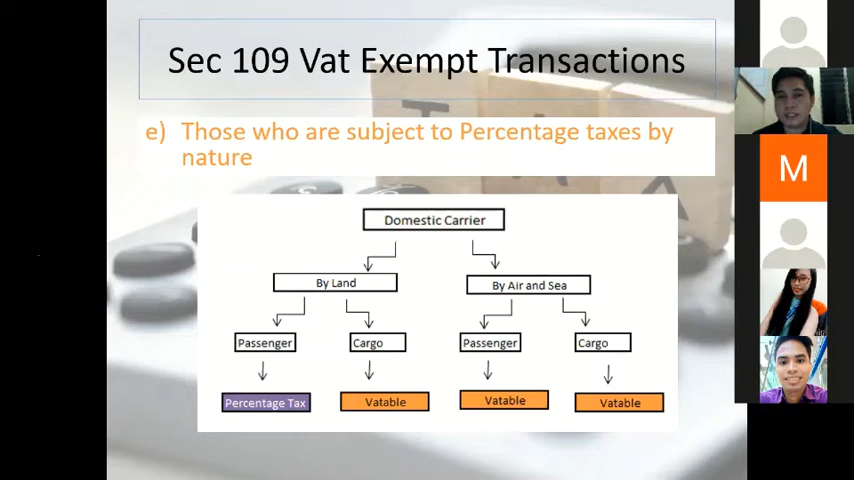 Sec 109 Vat Exempt Transactions
e) Those who are subject to Percentage taxes by
nature
Domestic Carrier
By Land
By Air and Sea
Passenger
Cargo
Passenger
Cargo
Percentage Tax
Vatable
Vatable
Vatable
M
T
A